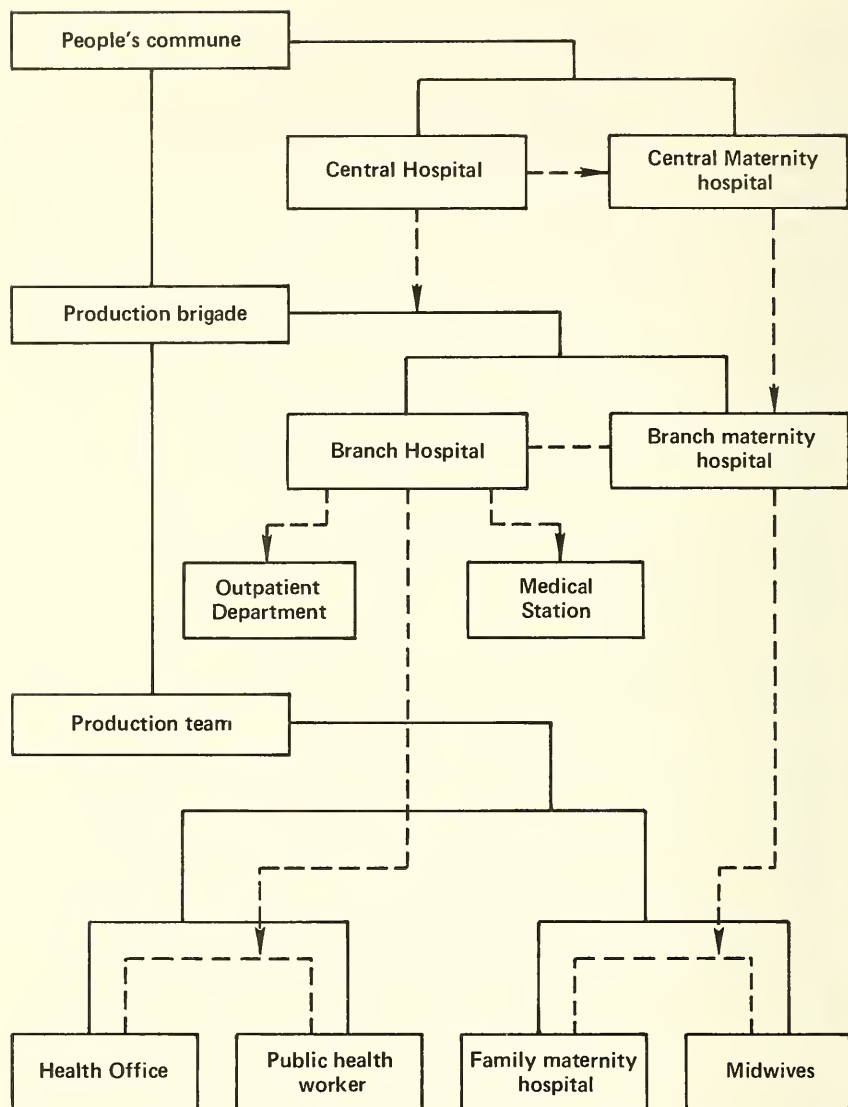 People's commune
Central Hospital
Central Maternity
hospital
Production brigade
Branch Hospital
Branch maternity
hospital
Outpatient
Department
Medical
Station
Production team
Health Office
Public health
worker
Family maternity
hospital
Midwives